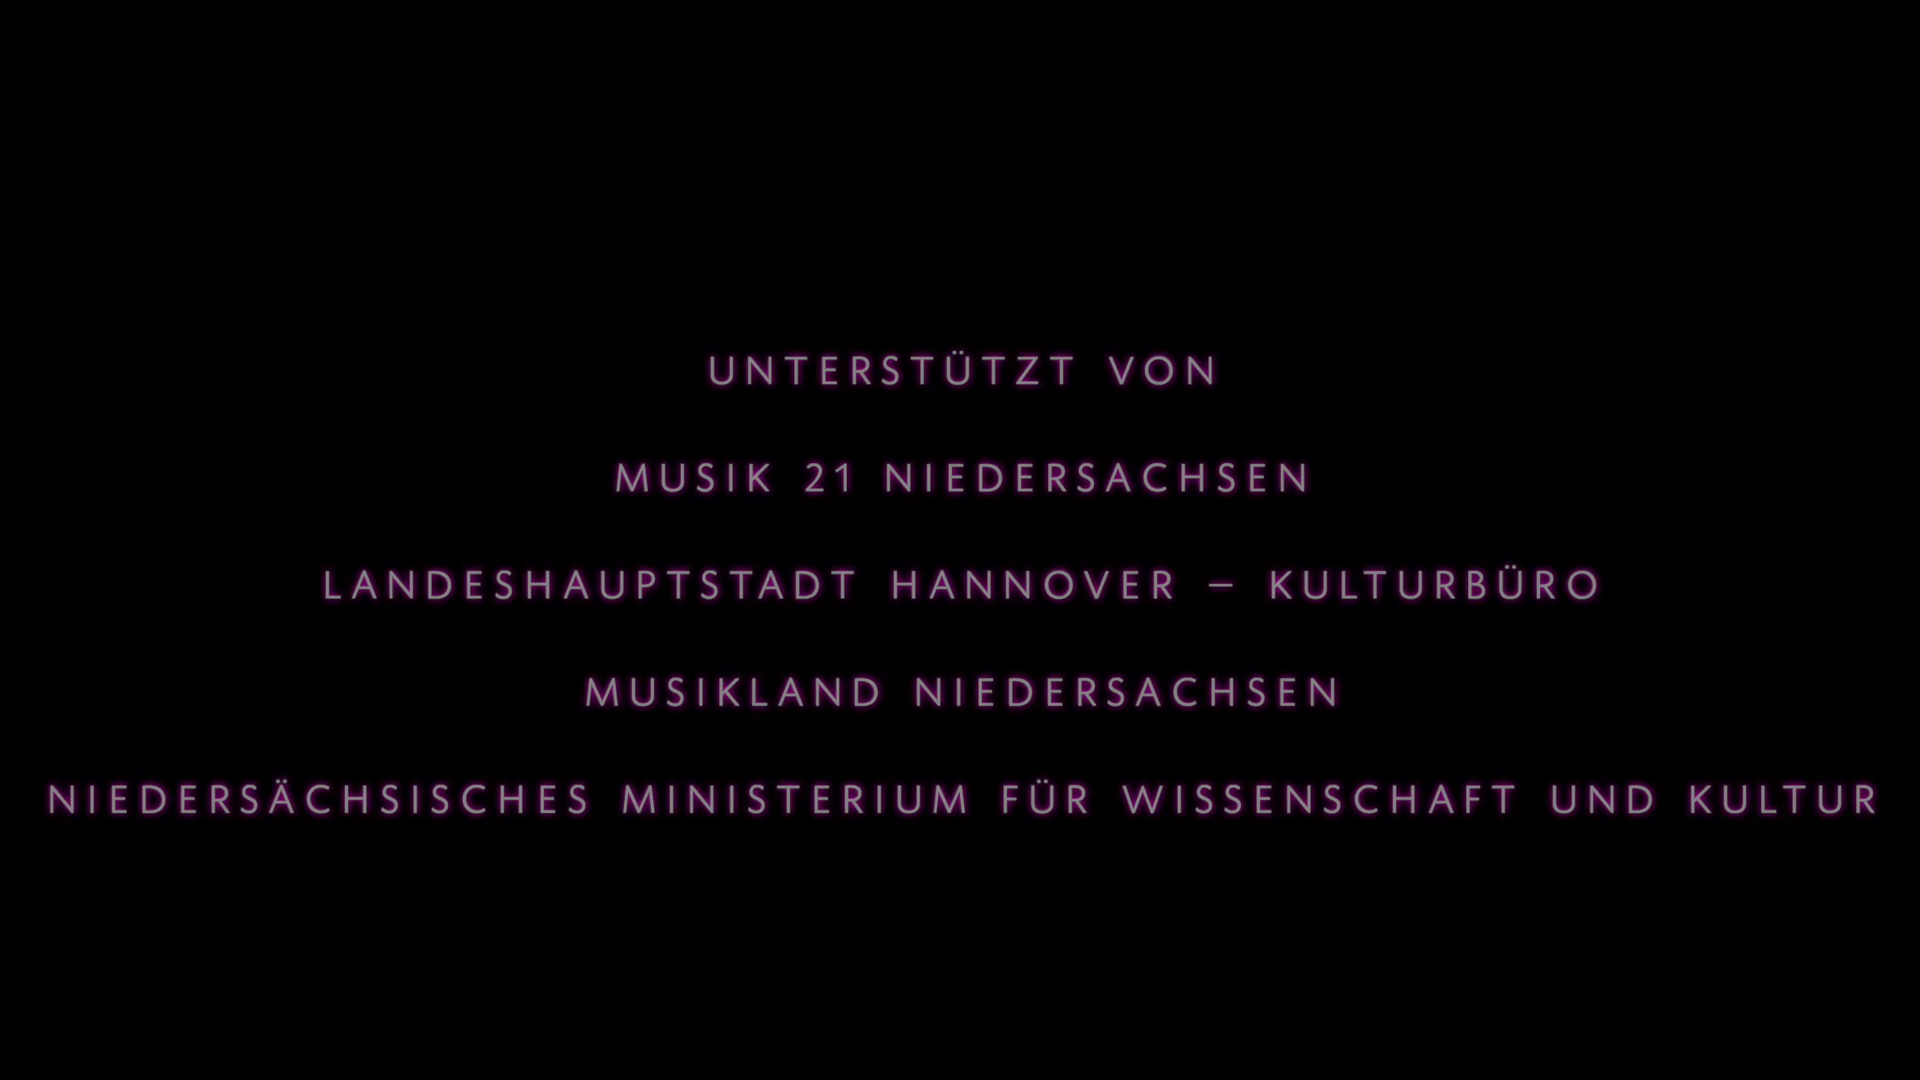 UNTERSTÜTZT VON
MUSIK 21 NIEDERSACHSEN
LANDESHAUPTSTADT HANNOVER – KULTURBÜRO
MUSIKLAND NIEDERSACHSEN
NIEDERSÄCHSISCHES MINISTERIUM FÜR WISSENSCHAFT UND KULTUR